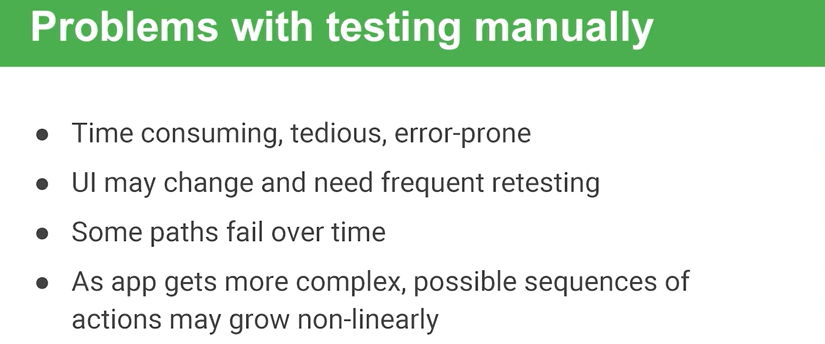 Problems with testing manually
● Time consuming, tedious, error-prone
● UI may change and need frequent retesting
● Some paths fail over time
● As app gets more complex, possible sequences of
actions may grow non-linearly